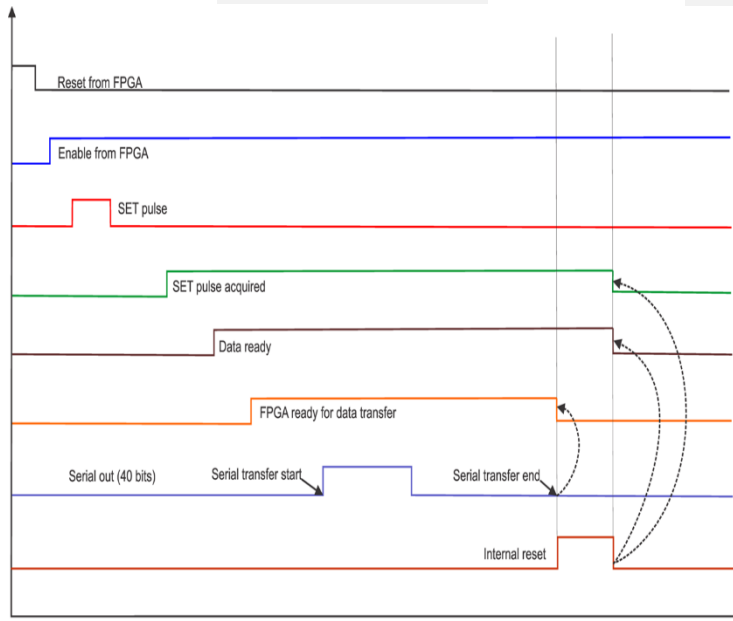 Reset from FPGA
Enable from FPGA
SET pulse
SET pulse acquired
Data ready
FPGA ready for data transfer
Serial out (40 bits)
Serial transfer start
Serial transfer end
Internal reset